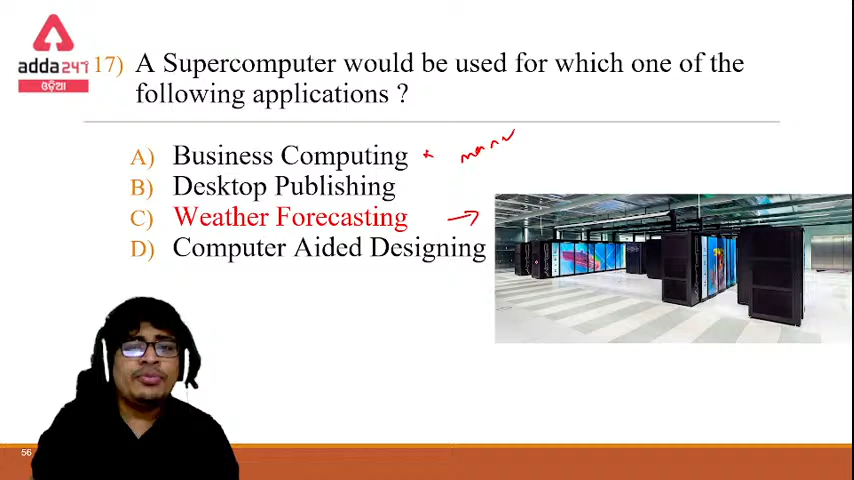 adda247
ଓଡ଼ିଆ
17) A Supercomputer would be used for which one of the
following applications ?
A) Business Computing
B) Desktop Publishing
C) Weather Forecasting
D) Computer Aided Designing
56